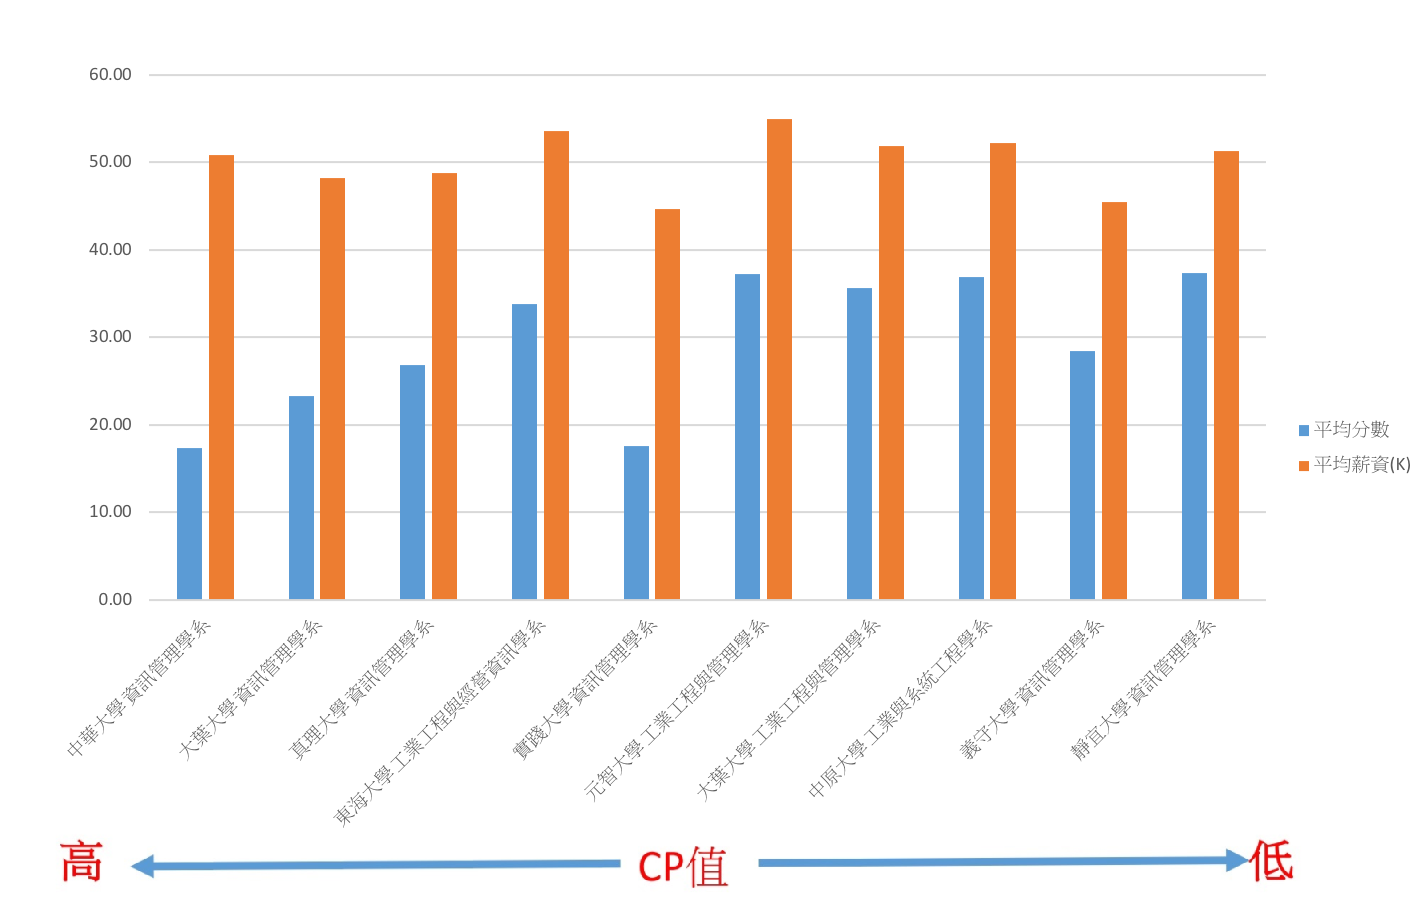 60.00
50.00
40.00
30.00
20.00
10.00
0.00
平均分數
平均薪資(K)
中華大學 資訊管理學系
大葉大學 資訊管理學系
真理大學 資訊管理學系
東海大學 工業工程與經營資訊學系
實踐大學 資訊管理學系
元智大學 工業工程與管理學系
大葉大學 工業工程與管理學系
中原大學 工業與系統工程學系
義守大學 資訊管理學系
靜宜大學 資訊管理學系
高 CP值 低